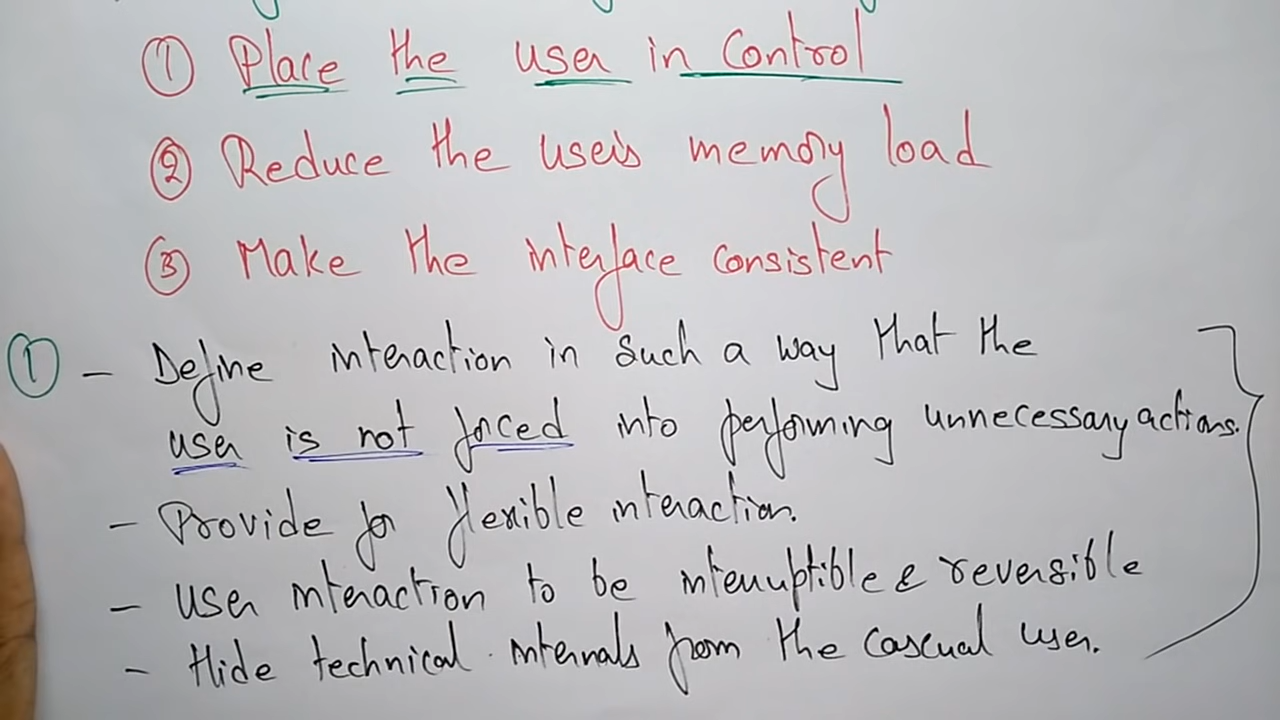 ① Place the user in Control
② Reduce the user's memory load
③ Make the interface consistent
① - Define interaction in such a way that the
user is not forced into performing unnecessary actions.
- Provide for flexible interaction.
- user interaction to be interruptible & reversible
- Hide technical internals from the cascual user.